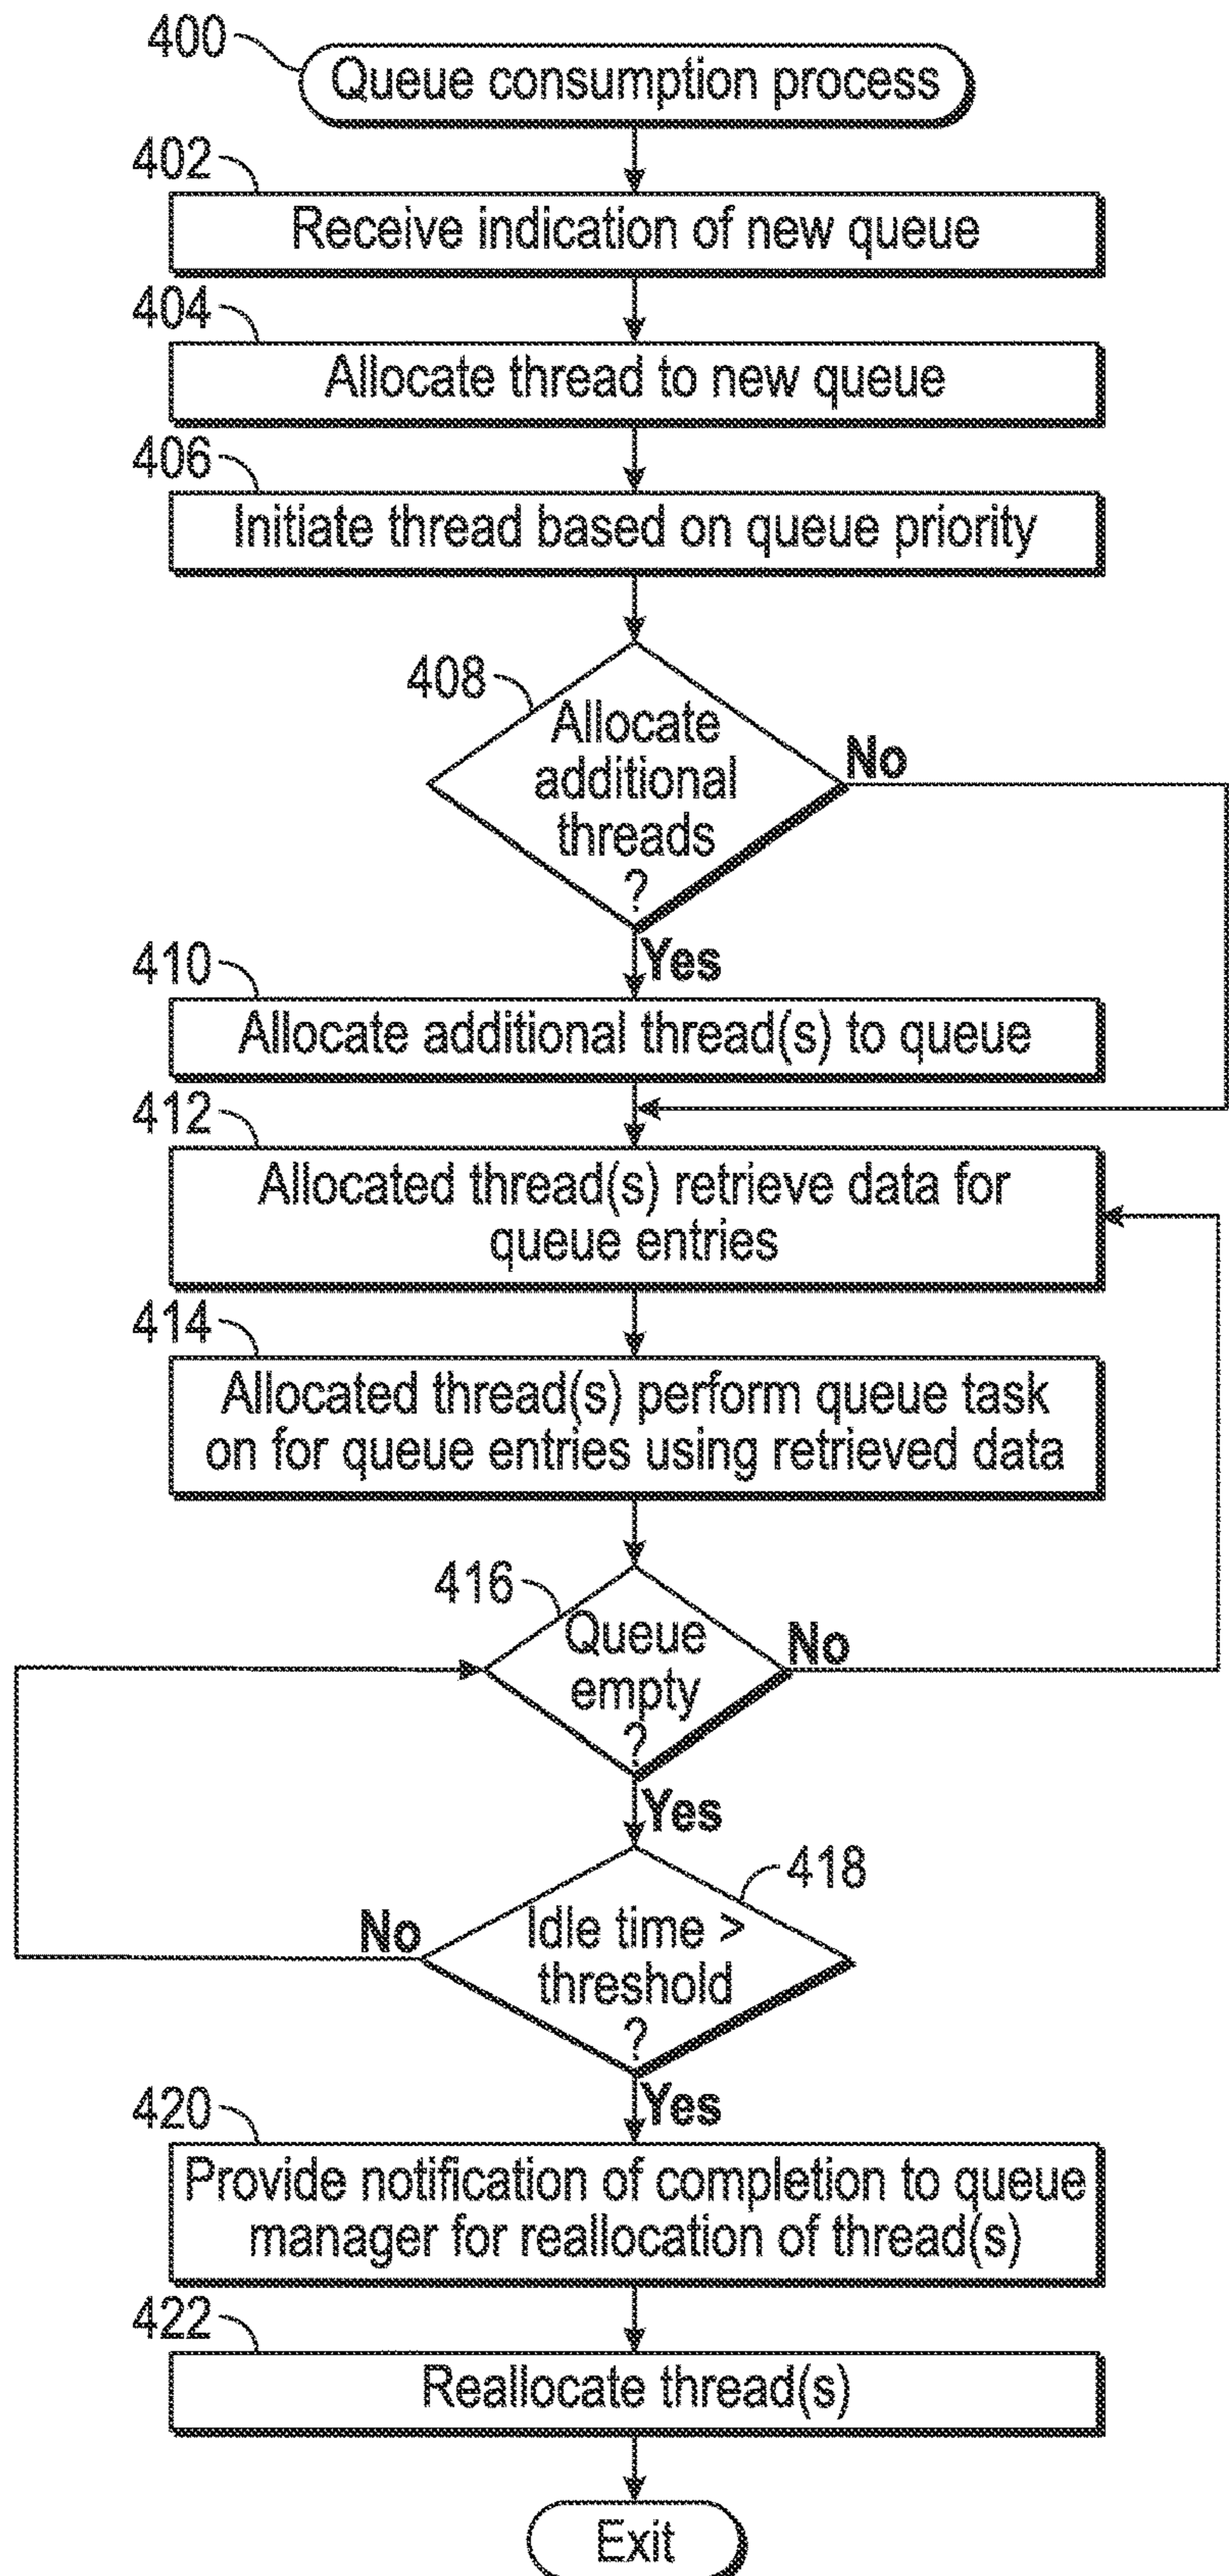 400
Queue consumption process
402
Receive indication of new queue
404
Allocate thread to new queue
406
Initiate thread based on queue priority
408
Allocate
additional
threads
?
No
Yes
410
Allocate additional thread(s) to queue
412
Allocated thread(s) retrieve data for
queue entries
414
Allocated thread(s) perform queue task
on for queue entries using retrieved data
416
Queue
empty
?
No
Yes
418
Idle time >
threshold
?
No
Yes
420
Provide notification of completion to queue
manager for reallocation of thread(s)
422
Reallocate thread(s)
Exit